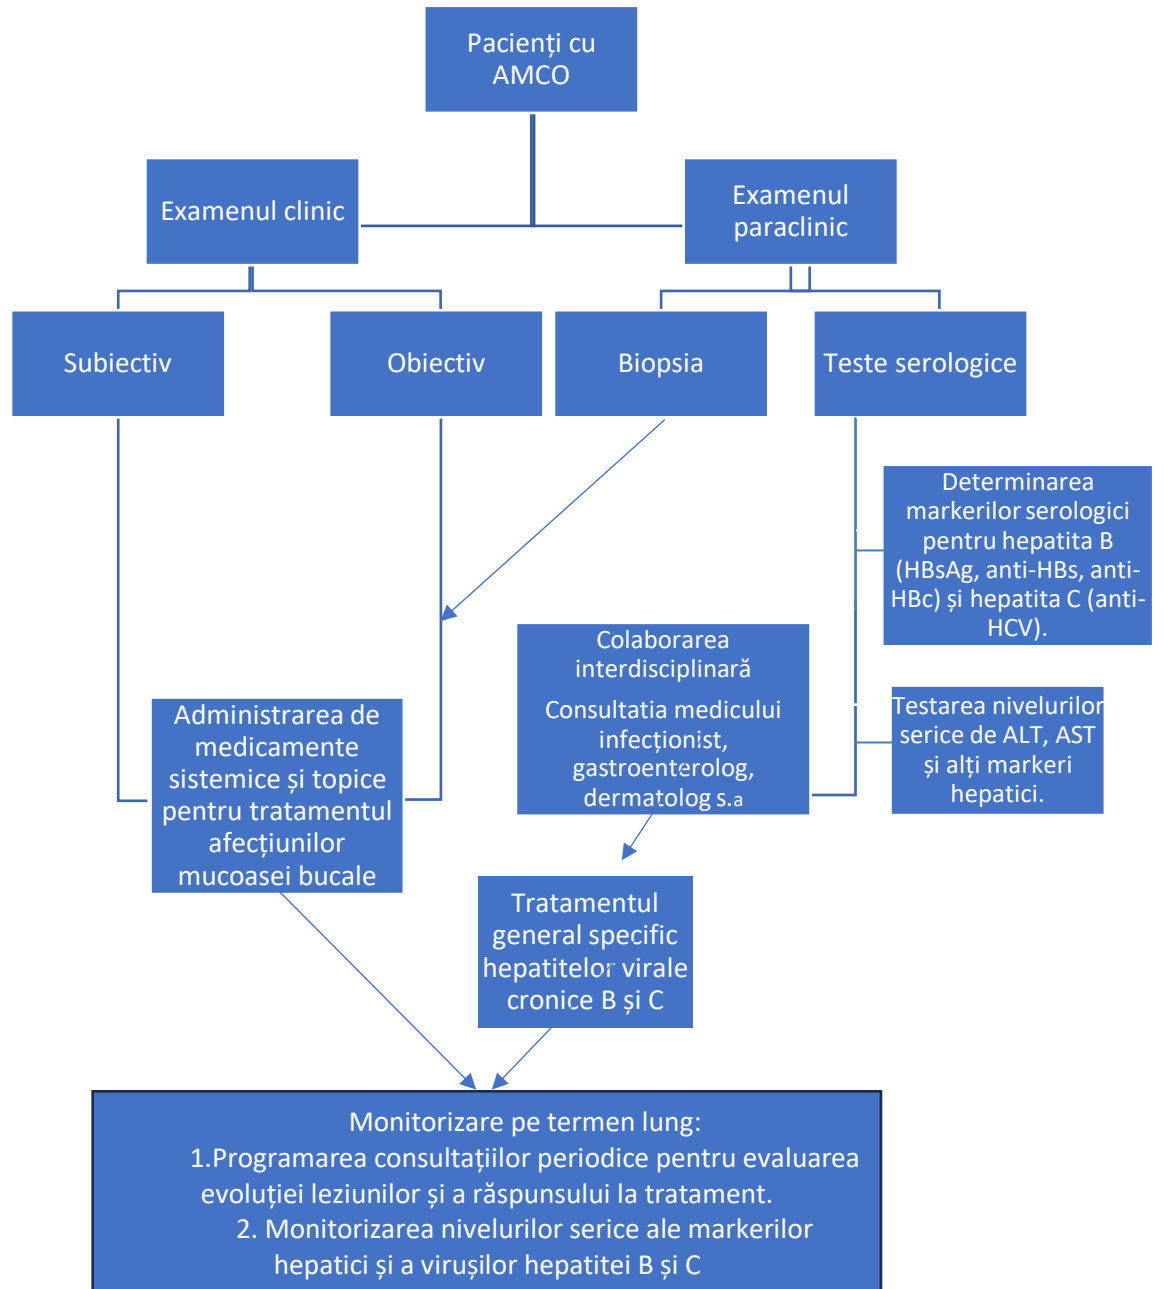 Pacienți cu
AMCO
Examenul clinic
Examenul
paraclinic
Subiectiv
Obiectiv
Biopsia
Teste serologice
Determinarea
markerilor serologici
pentru hepatita B
(HBsAg, anti-HBs, anti-
HBc) și hepatita C (anti-
HCV).
Colaborarea
interdisciplinară
Consultatia medicului
infecționist,
gastroenterolog,
dermatolog s.a
Testarea nivelurilor
serice de ALT, AST
și alți markeri
hepatici.
Administrarea de
medicamente
sistemice și topice
pentru tratamentul
afecțiunilor
mucoasei bucale
Tratamentul
general specific
hepatitelor virale
cronice B și C
Monitorizare pe termen lung:
1.Programarea consultațiilor periodice pentru evaluarea
evoluției leziunilor și a răspunsului la tratament.
2. Monitorizarea nivelurilor serice ale markerilor
hepatici și a virușilor hepatitei B și C